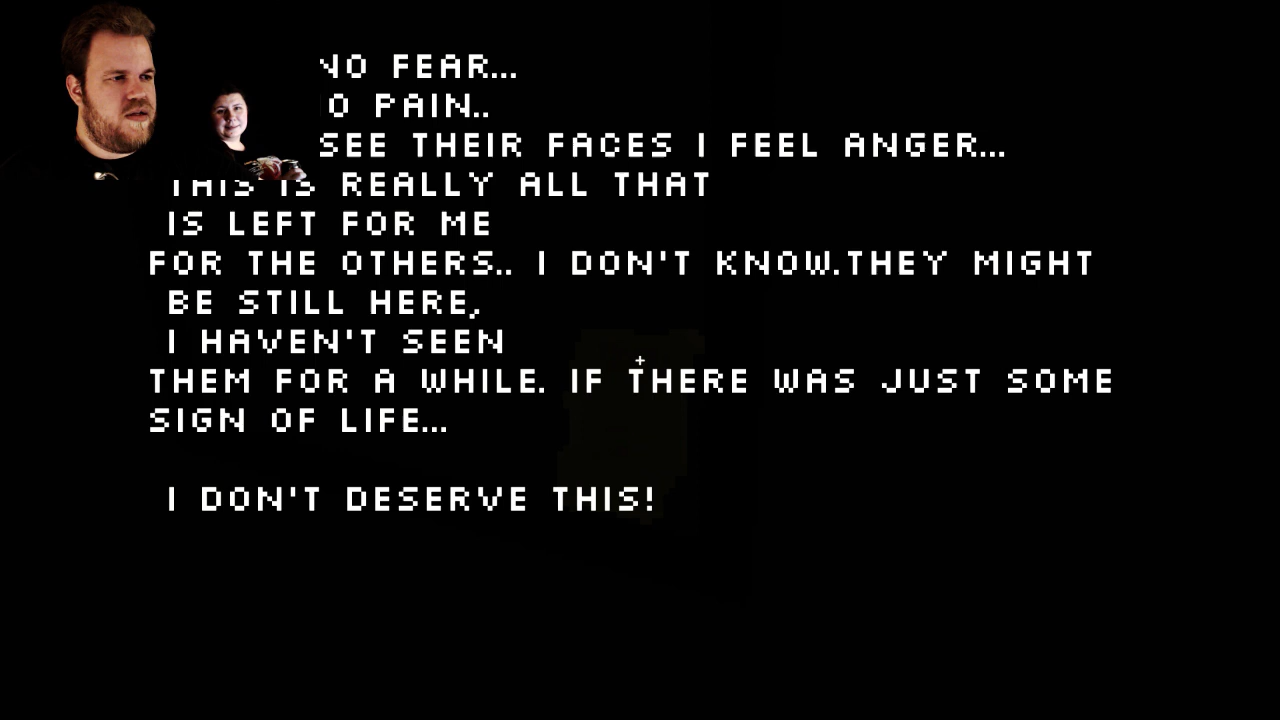 FEAR...
PAIN..
SEE THEIR FACES I FEEL ANGER...
THIS IS REALLY ALL THAT
IS LEFT FOR ME
FOR THE OTHERS.. I DON'T KNOW.THEY MIGHT
BE STILL HERE,
I HAVEN'T SEEN
THEM FOR A WHILE. IF THERE WAS JUST SOME
SIGN OF LIFE...
I DON'T DESERVE THIS!